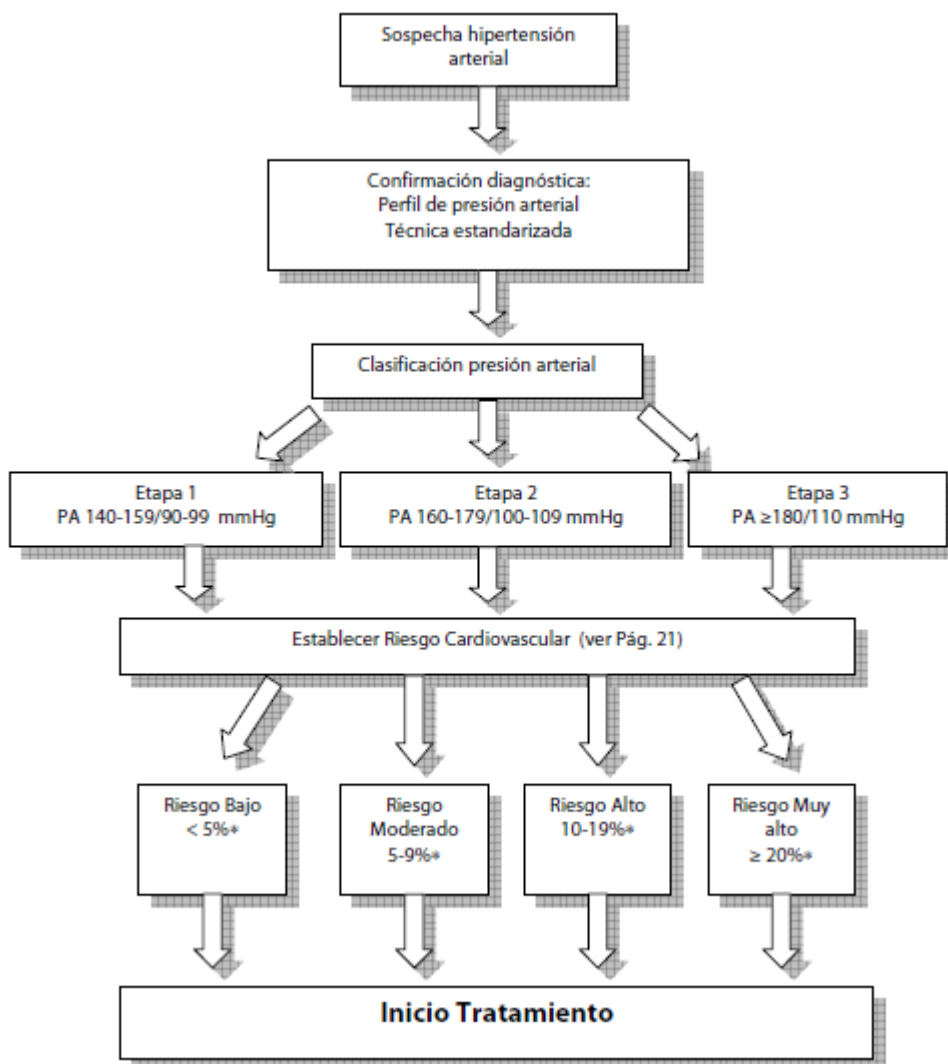 Sospecha hipertensión
arterial
Confirmación diagnóstica:
Perfil de presión arterial
Técnica estandarizada
Clasificación presión arterial
Etapa 1
PA 140-159/90-99 mmHg
Etapa 2
PA 160-179/100-109 mmHg
Etapa 3
PA ≥180/110 mmHg
Establecer Riesgo Cardiovascular (ver Pág. 21)
Riesgo Bajo
< 5%*
Riesgo
Moderado
5-9%*
Riesgo Alto
10-19%*
Riesgo Muy
alto
≥ 20%*
Inicio Tratamiento